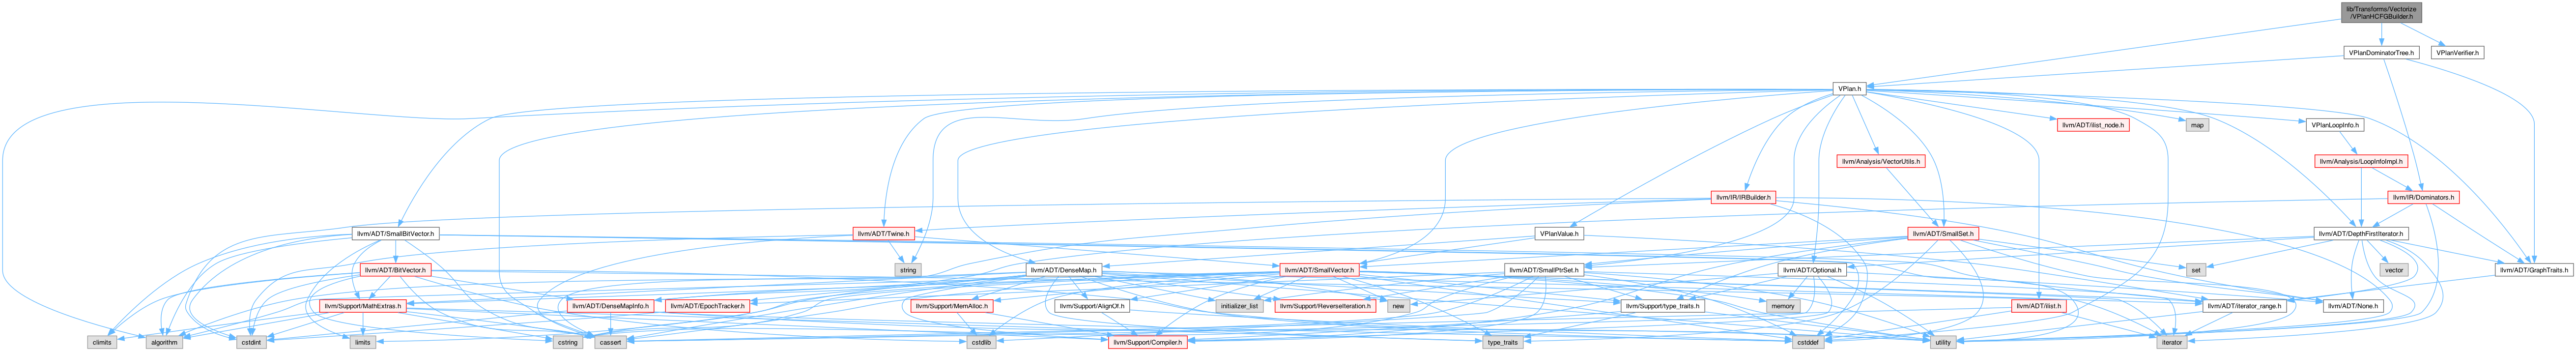 lib/Transforms/Vectorize
/VPlanHCFGBuilder.h
VPlanDominatorTree.h
VPlanVerifier.h
VPlan.h
llvm/ADT/ilist_node.h
map
VPlanLoopInfo.h
llvm/Analysis/VectorUtils.h
llvm/Analysis/LoopInfoImpl.h
llvm/IR/IRBuilder.h
llvm/IR/Dominators.h
llvm/ADT/SmallBitVector.h
llvm/ADT/Twine.h
VPlanValue.h
llvm/ADT/SmallSet.h
llvm/ADT/DepthFirstIterator.h
llvm/ADT/BitVector.h
string
llvm/ADT/DenseMap.h
llvm/ADT/SmallVector.h
llvm/ADT/SmallPtrSet.h
llvm/ADT/Optional.h
set
vector
llvm/ADT/GraphTraits.h
llvm/Support/MathExtras.h
llvm/ADT/DenseMapInfo.h
llvm/ADT/EpochTracker.h
llvm/Support/MemAlloc.h
llvm/Support/AlignOf.h
initializer_list
llvm/Support/ReverseIteration.h
new
memory
llvm/Support/type_traits.h
llvm/ADT/ilist.h
llvm/ADT/iterator_range.h
llvm/ADT/None.h
climits
algorithm
cstdint
limits
cstring
cassert
cstdlib
llvm/Support/Compiler.h
type_traits
cstddef
utility
iterator